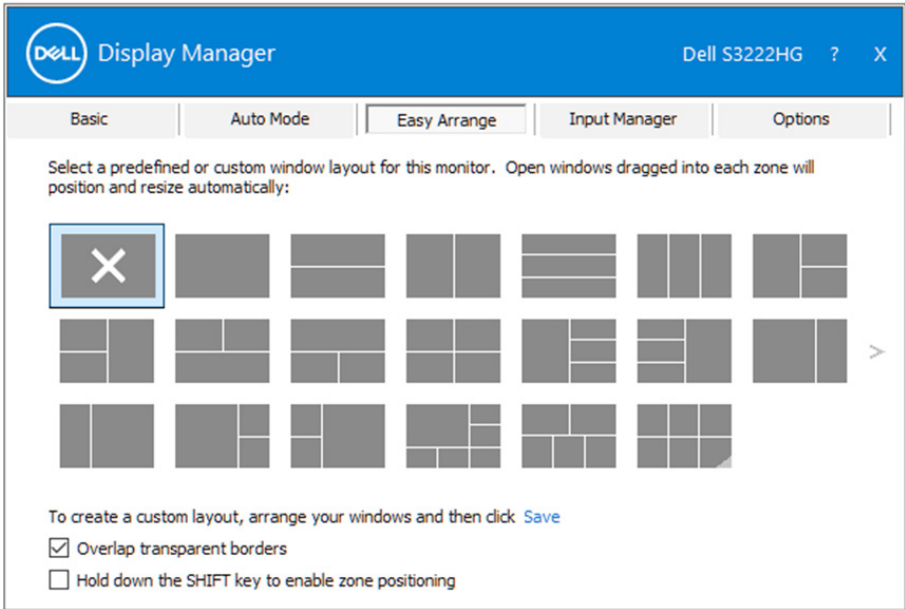 DELL Display Manager Dell S3222HG ? X
Basic Auto Mode Easy Arrange Input Manager Options
Select a predefined or custom window layout for this monitor. Open windows dragged into each zone will
position and resize automatically:
>
To create a custom layout, arrange your windows and then click Save
Overlap transparent borders
Hold down the SHIFT key to enable zone positioning